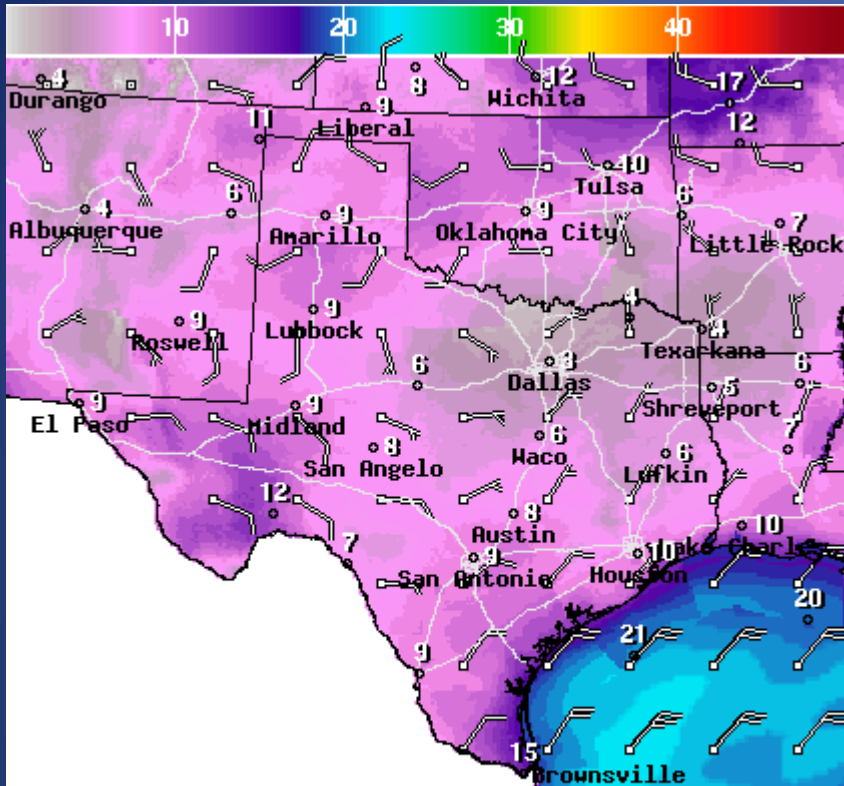 10 20 30 40
4 8 12 17
Durango Wichita
9
Liberal
11 12
10
Tulsa
4 6 9 9 6 7
Albuquerque Amarillo Oklahoma City Little Rock
9 9 4
Roswell Lubbock Texarkana
4
3
6 Dallas 5 6
9 9 Shreveport
El Paso Midland
8 6 6 7
San Angelo Waco Lufkin
12 8 10
Austin
7 9 10 Lake Charl
San Antonio Houston
20
9 21
15
Brownsville